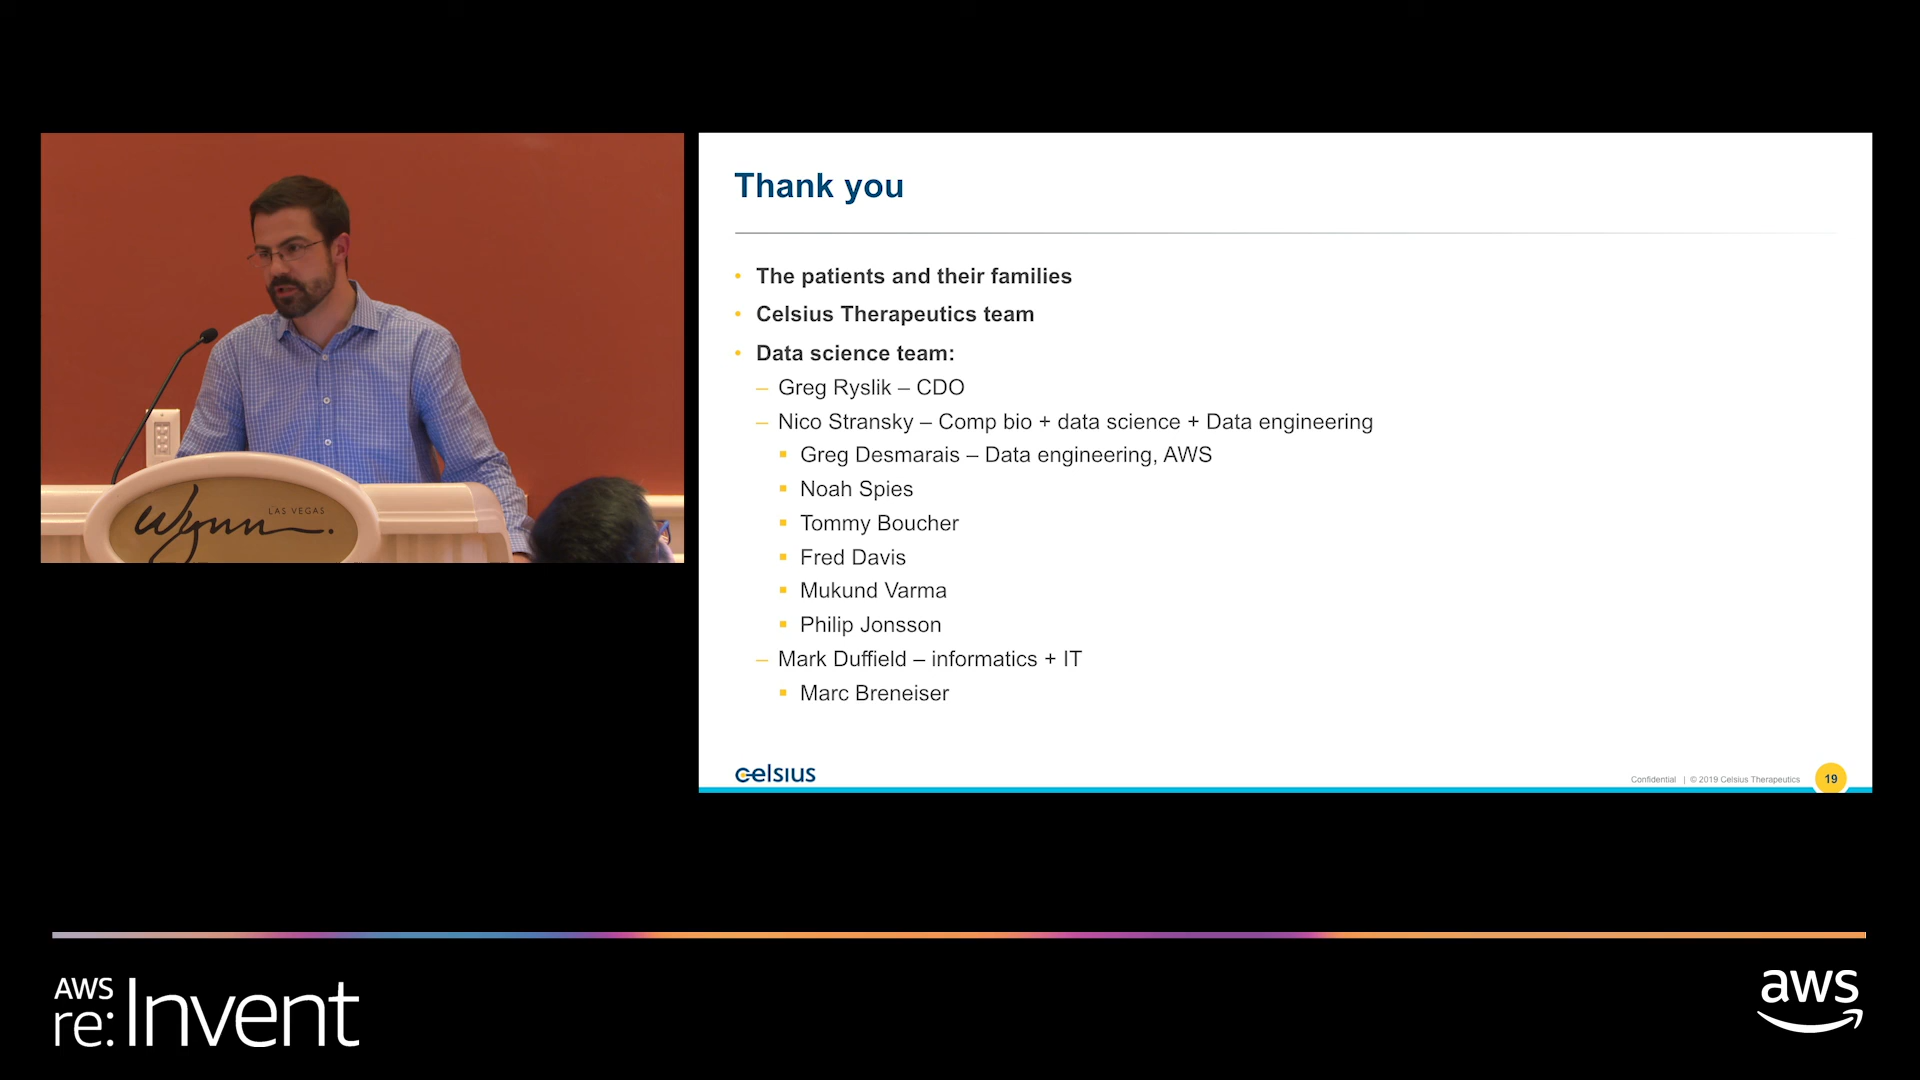 Wynn
LAS VEGAS
Thank you
• The patients and their families
• Celsius Therapeutics team
• Data science team:
– Greg Ryslik – CDO
– Nico Stransky – Comp bio + data science + Data engineering
▪ Greg Desmarais – Data engineering, AWS
▪ Noah Spies
▪ Tommy Boucher
▪ Fred Davis
▪ Mukund Varma
▪ Philip Jonsson
– Mark Duffield – informatics + IT
▪ Marc Breneiser
celsius
Confidential | © 2019 Celsius Therapeutics 19
AWS
re:Invent
aws